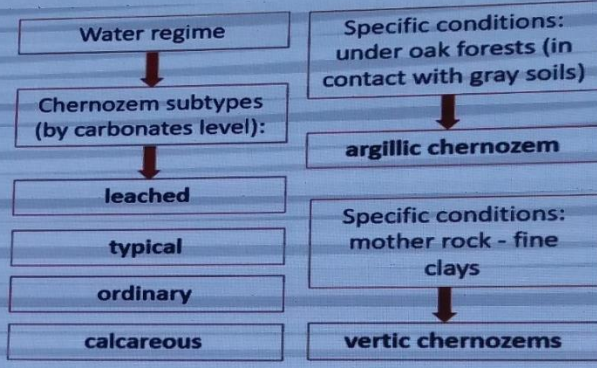 Water regime
Chernozem subtypes
(by carbonates level):
leached
typical
ordinary
calcareous
Specific conditions:
under oak forests (in
contact with gray soils)
argillic chernozem
Specific conditions:
mother rock - fine
clays
vertic chernozems